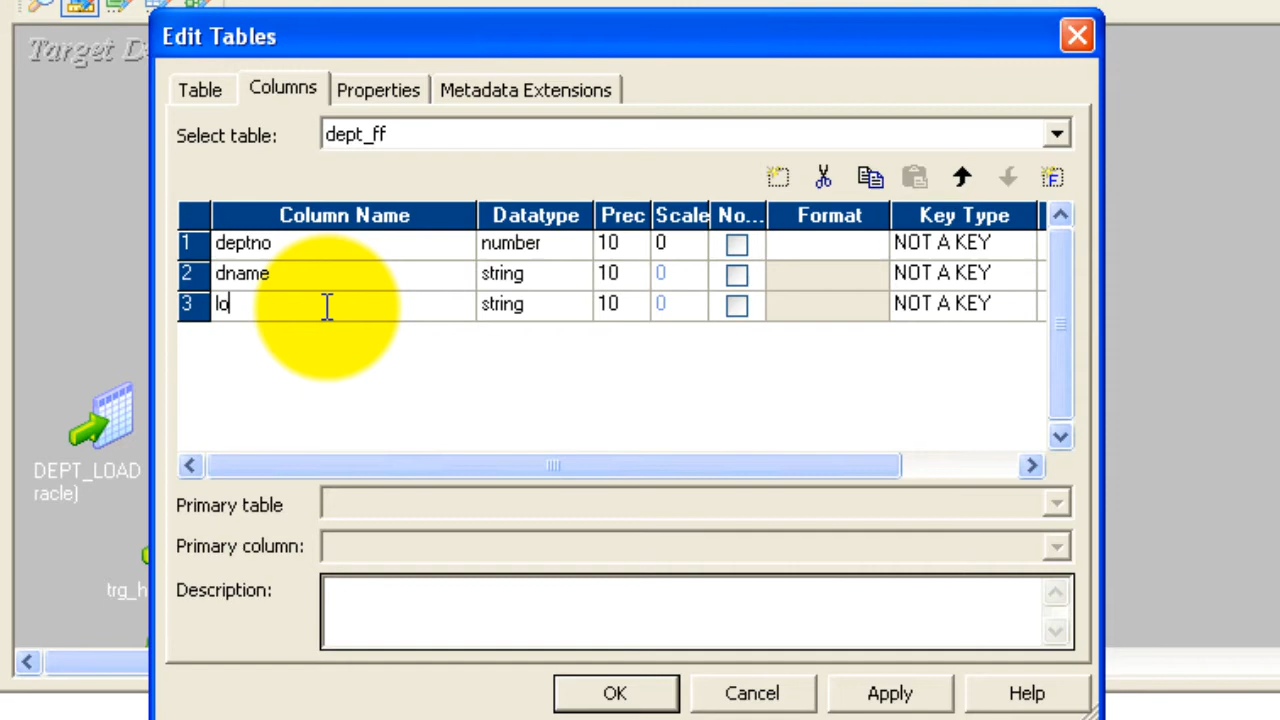 Target D
Edit Tables
Table Columns Properties Metadata Extensions
Select table: dept_ff
F
Column Name Datatype Prec Scale No... Format Key Type
1 deptno number 10 0 NOT A KEY
2 dname string 10 0 NOT A KEY
3 lo string 10 0 NOT A KEY
DEPT_LOAD
racle)
Primary table
Primary column:
trg_h
Description:
OK Cancel Apply Help